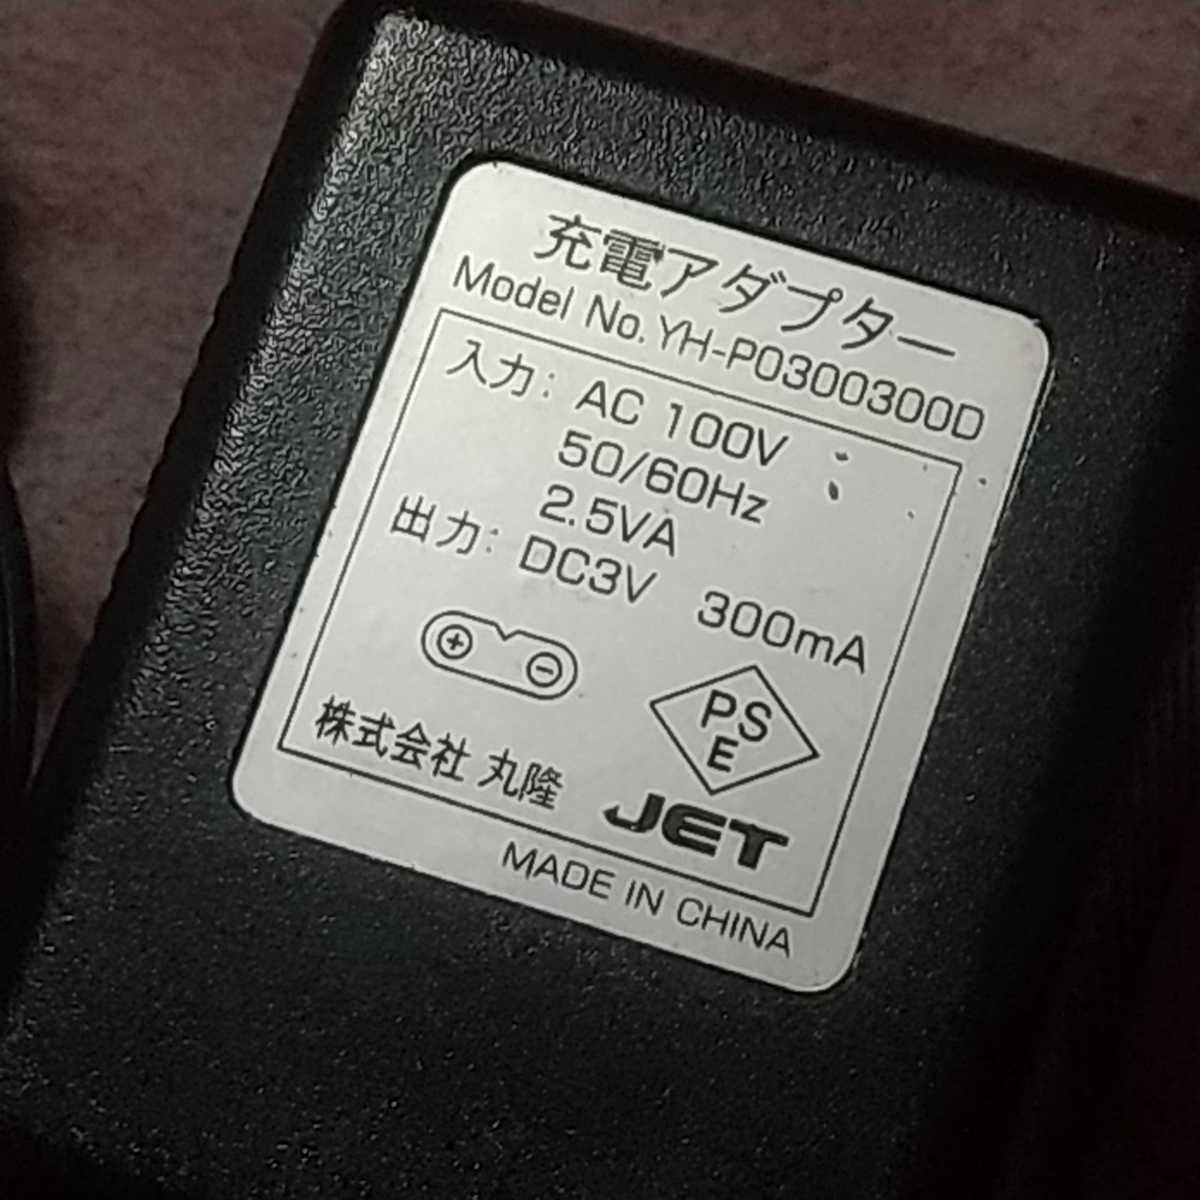 充電アダプター
Model No. YH-P0300300D
入力: AC 100V
50/60Hz
2.5VA
出力: DC3V 300mA
+ -
PS
E
株式会社 丸隆
JET
MADE IN CHINA